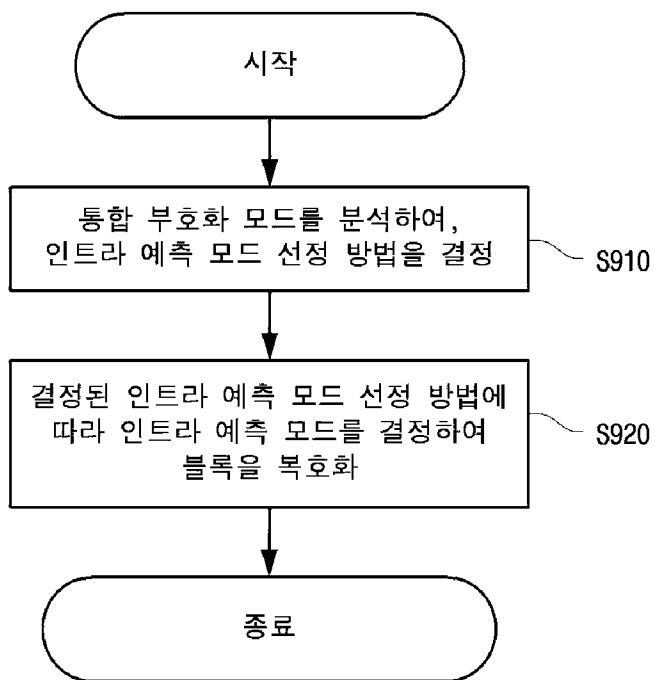 시작
통합 부호화 모드를 분석하여,
인트라 예측 모드 선정 방법을 결정
S910
결정된 인트라 예측 모드 선정 방법에
따라 인트라 예측 모드를 결정하여
블록을 복호화
S920
종료